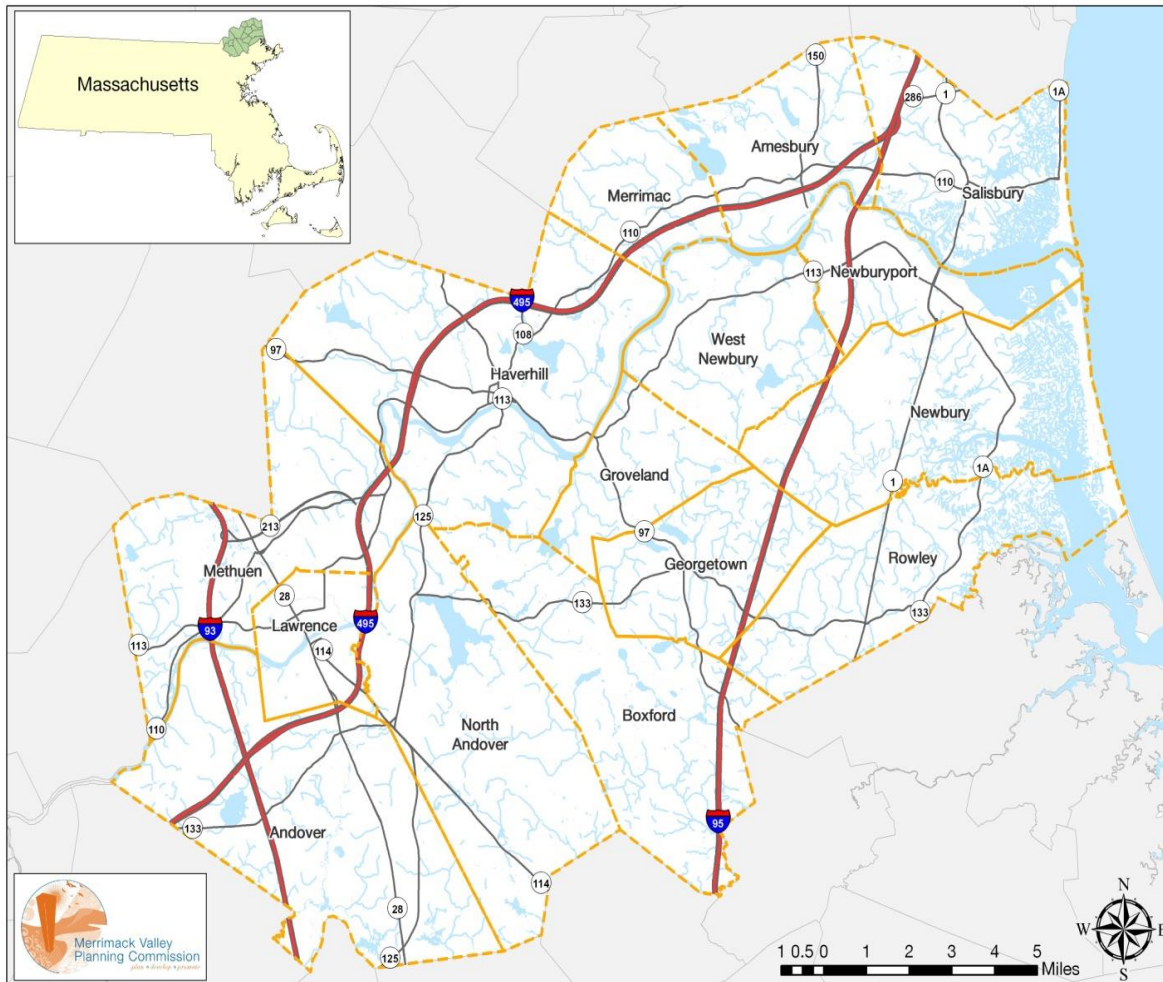 Massachusetts
150
286
1
1A
Amesbury
110
Salisbury
Merrimac
110
113
Newburyport
495
108
97
West
Newbury
Haverhill
113
Newbury
Groveland
1
1A
125
213
97
Rowley
Georgetown
Methuen
28
133
133
Lawrence
495
93
113
114
110
North
Andover
Boxford
133
Andover
95
114
28
125
Merrimack Valley
Planning Commission
plan • develop • promote
N
W
E
S
1 0.5 0 1 2 3 4 5
Miles